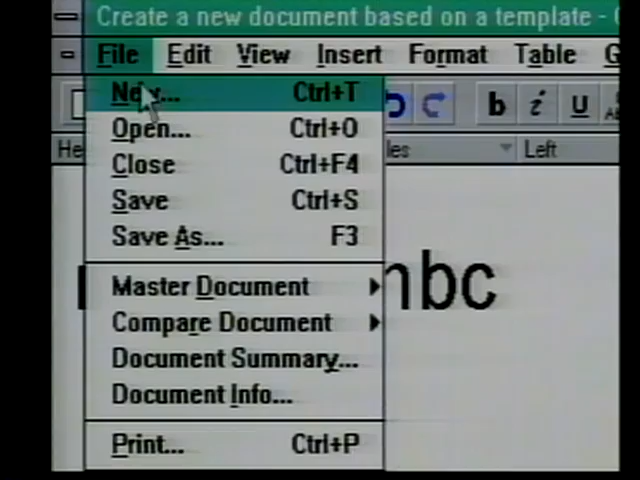 Create a new document based on a template -
File Edit View Insert Format Table G
New... Ctrl+T
b i U
Open... Ctrl+O
Close Ctrl+F4
Left
Save Ctrl+S
Save As... F3
Master Document
nbc
Compare Document
Document Summary...
Document Info...
Print... Ctrl+P